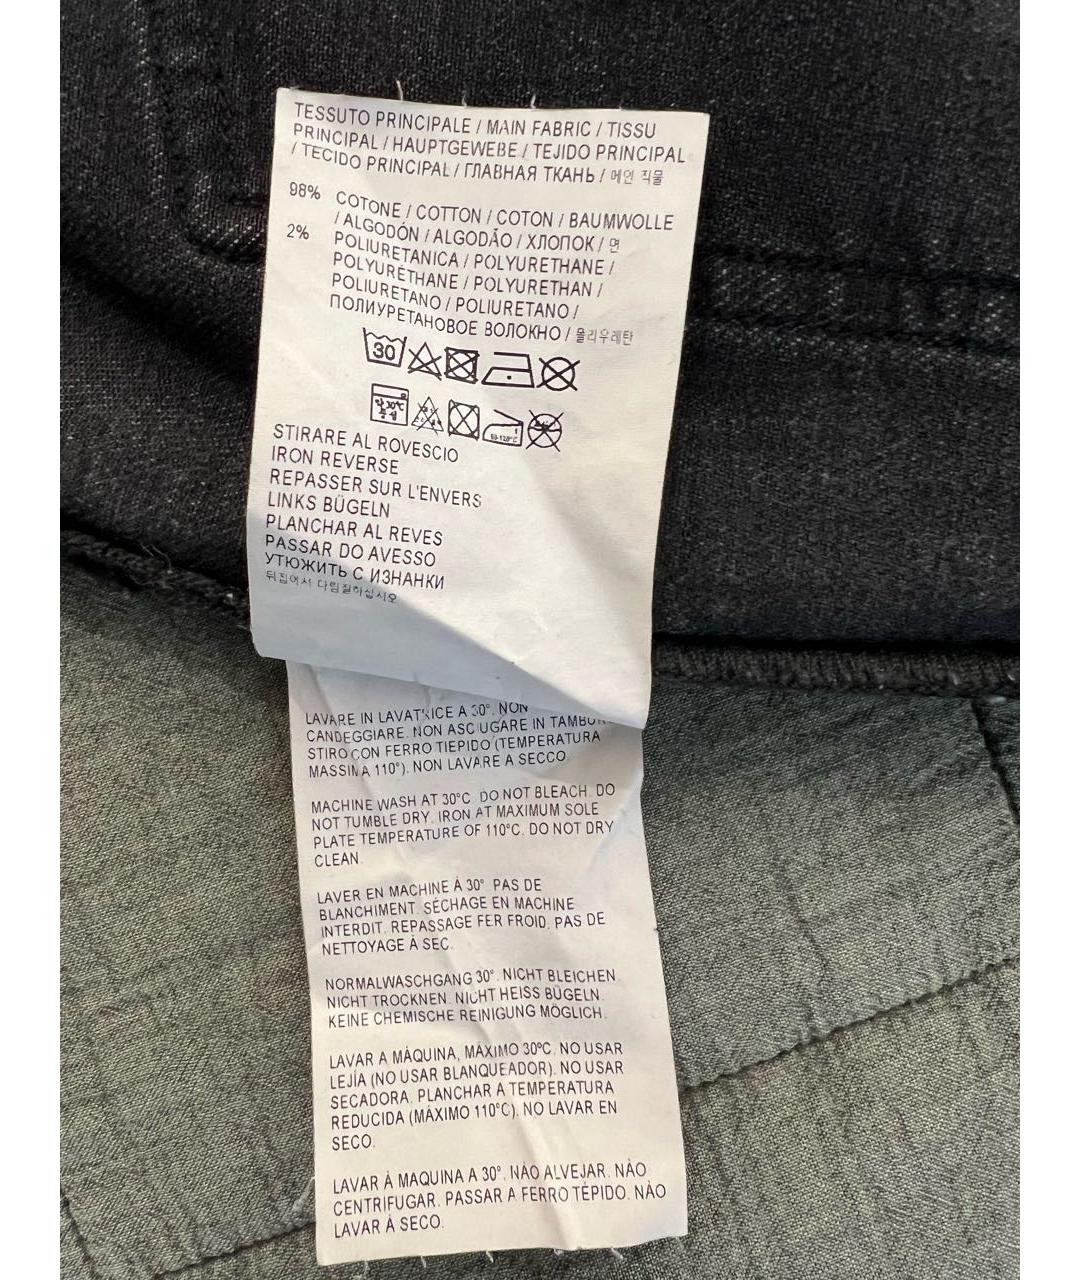 TESSUTO PRINCIPALE / MAIN FABRIC / TISSU
PRINCIPAL / HAUPTGEWEBE / TEJIDO PRINCIPAL
/ TECIDO PRINCIPAL / ГЛАВНАЯ ТКАНЬ / 메인 직물
98% COTONE / COTTON / COTON / BAUMWOLLE
/ ALGODÓN / ALGODÃO / ХЛОПОК / 면
2% POLIURETANICA / POLYURETHANE /
POLYURÉTHANE / POLYURETHAN /
POLIURETANO / POLIURETANO /
ПОЛИУРЕТАНОВОЕ ВОЛОКНО / 폴리우레탄
30
약 30℃
중성
80-120°C
STIRARE AL ROVESCIO
IRON REVERSE
REPASSER SUR L'ENVERS
LINKS BÜGELN
PLANCHAR AL REVES
PASSAR DO AVESSO
УТЮЖИТЬ С ИЗНАНКИ
뒤집어서 다림질하십시오
LAVARE IN LAVATRICE A 30°. NON
CANDEGGIARE. NON ASCIUGARE IN
STIRO CON FERRO TIEPIDO (TEMPERATURA
MASSIMA 110°). NON LAVARE A SECCO
MACHINE WASH AT 30°C. DO NOT BLEACH. DO
NOT TUMBLE DRY. IRON AT MAXIMUM SOLE
PLATE TEMPERATURE OF 110°C. DO NOT DRY
CLEAN.
LAVER EN MACHINE À 30° PAS DE
BLANCHIMENT. SÉCHAGE EN MACHINE
INTERDIT. REPASSAGE FER FROID. PAS DE
NETTOYAGE À SEC.
NORMALWASCHGANG 30°. NICHT BLEICHEN.
NICHT TROCKNEN. NICHT HEISS BÜGELN.
KEINE CHEMISCHE REINIGUNG MÖGLICH.
LAVAR A MÁQUINA, MÁXIMO 30ºC. NO USAR
LEJÍA (NO USAR BLANQUEADOR). NO USAR
SECADORA. PLANCHAR A TEMPERATURA
REDUCIDA (MÁXIMO 110°C). NO LAVAR EN
SECO.
LAVAR À MAQUINA A 30°. NÃO ALVEJAR. NÃO
CENTRIFUGAR. PASSAR A FERRO TÉPIDO. NÃO
LAVAR À SECO.